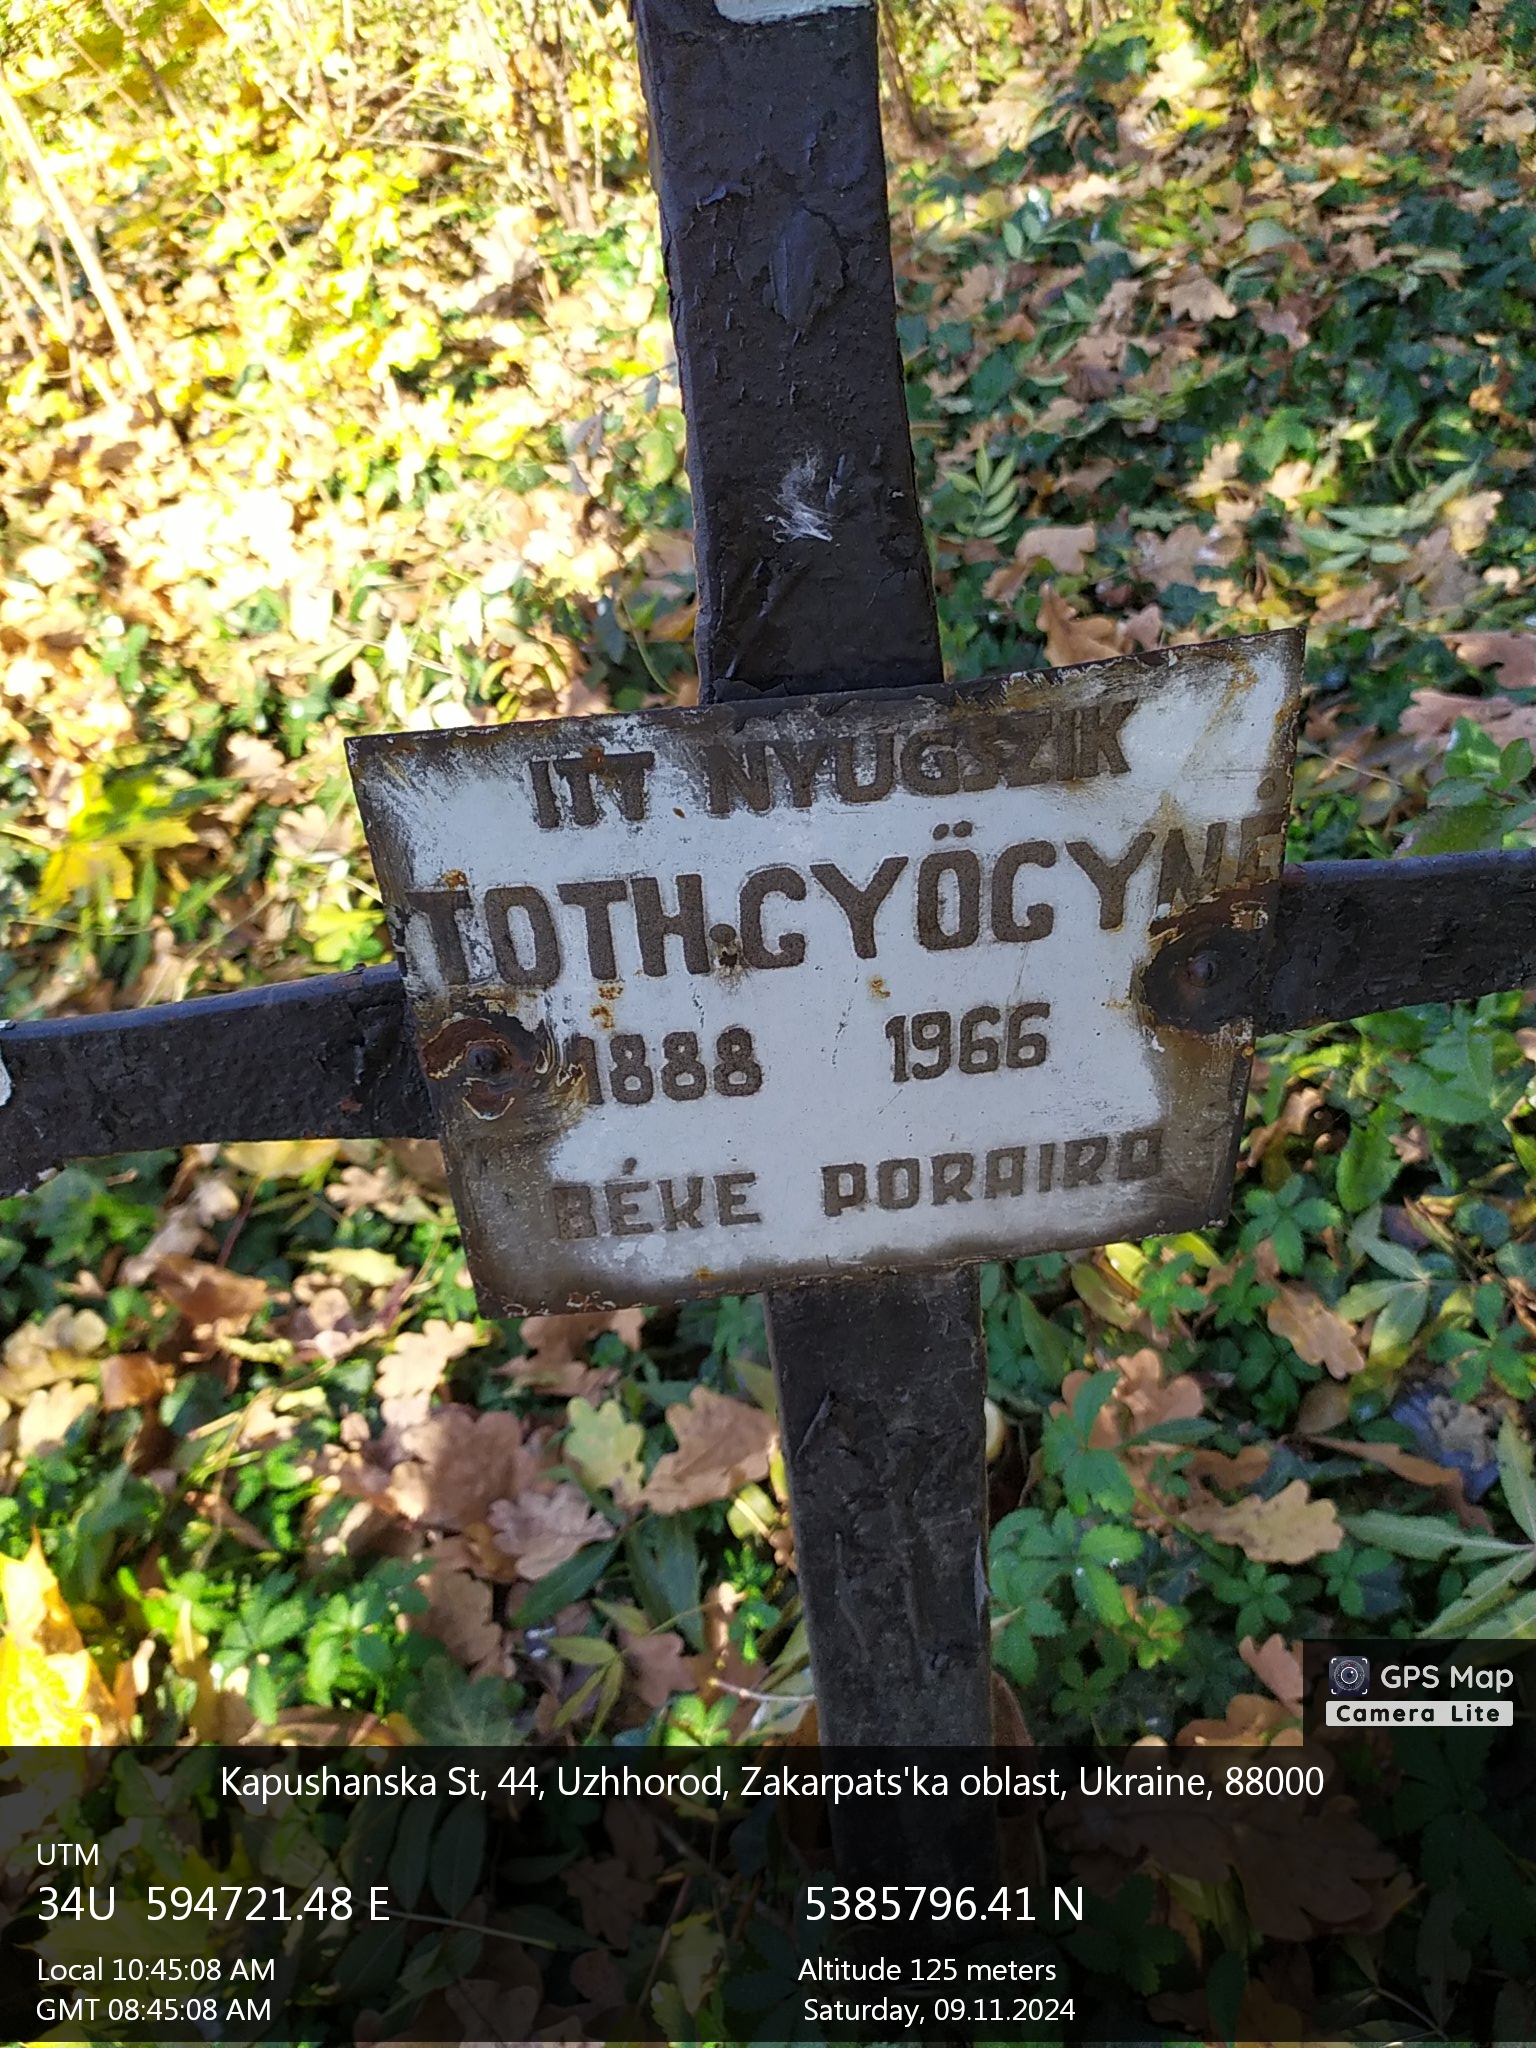 ITT NYUGSZIK
TOTH.GYÖGYNÉ
1888 1966
BÉKE PORAIRA
GPS Map
Camera Lite
Kapushanska St, 44, Uzhhorod, Zakarpats'ka oblast, Ukraine, 88000
UTM
34U 594721.48 E 5385796.41 N
Local 10:45:08 AM Altitude 125 meters
GMT 08:45:08 AM Saturday, 09.11.2024